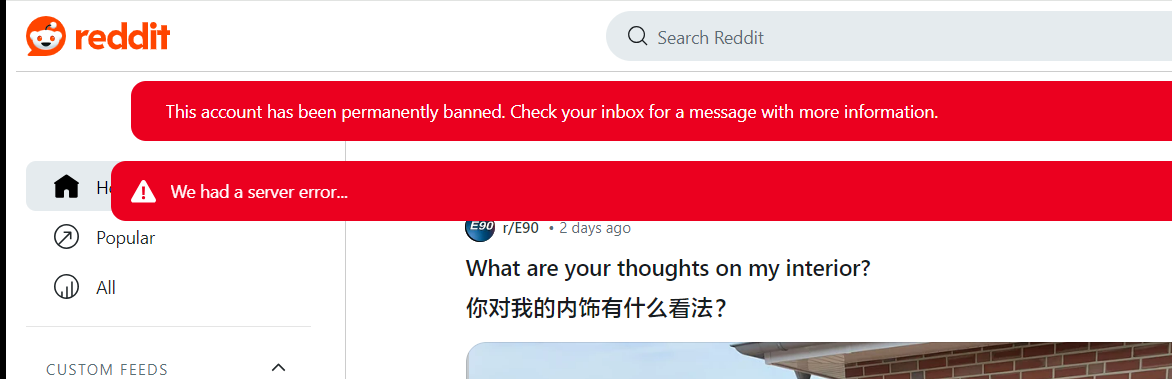 reddit
Search Reddit
This account has been permanently banned. Check your inbox for a message with more information.
We had a server error...
Popular
All
CUSTOM FEEDS
E90
r/E90 • 2 days ago
What are your thoughts on my interior?
你对我的内饰有什么看法？